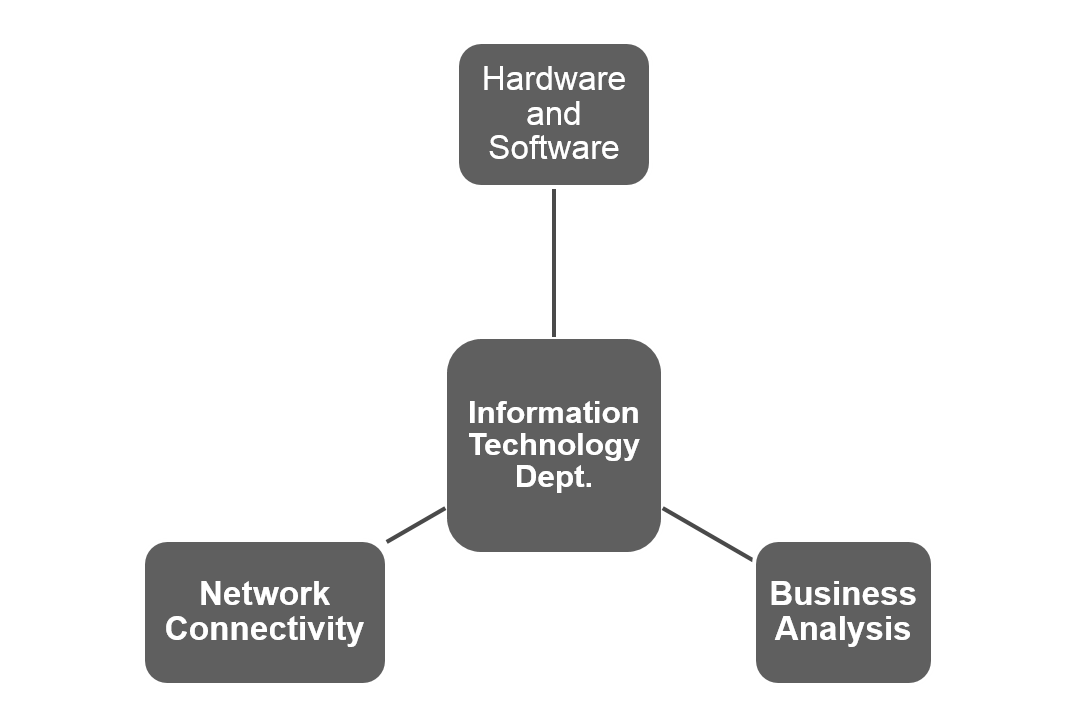 Hardware
and
Software
Information
Technology
Dept.
Network
Connectivity
Business
Analysis